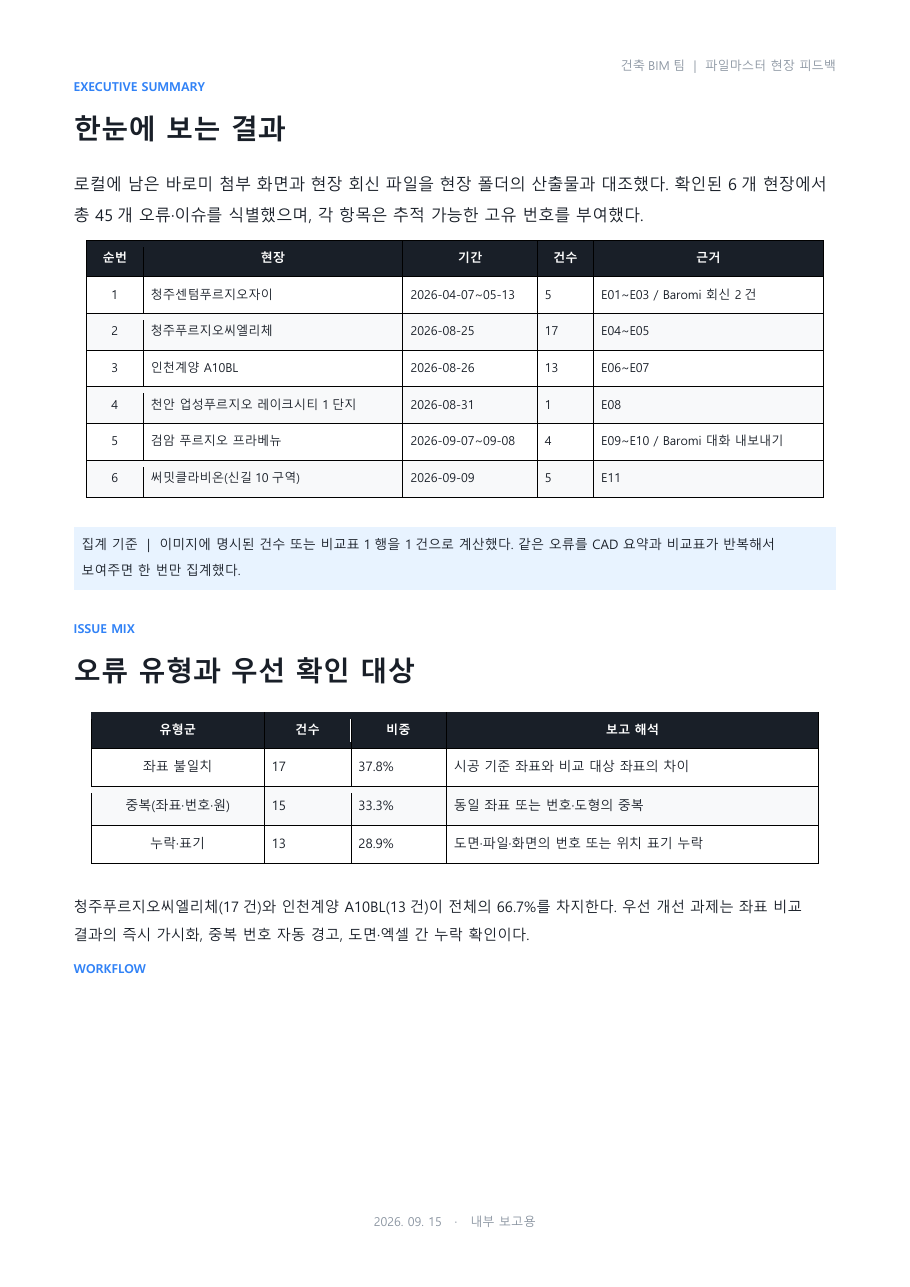 건축 BIM 팀 | 파일마스터 현장 피드백
EXECUTIVE SUMMARY
한눈에 보는 결과
로컬에 남은 바로미 첨부 화면과 현장 회신 파일을 현장 폴더의 산출물과 대조했다. 확인된 6 개 현장에서
총 45 개 오류·이슈를 식별했으며, 각 항목은 추적 가능한 고유 번호를 부여했다.
순번 현장 기간 건수 근거
1 청주센텀푸르지오자이 2026-04-07~05-13 5 E01~E03 / Baromi 회신 2 건
2 청주푸르지오씨엘리체 2026-08-25 17 E04~E05
3 인천계양 A10BL 2026-08-26 13 E06~E07
4 천안 업성푸르지오 레이크시티 1 단지 2026-08-31 1 E08
5 검암 푸르지오 프라베뉴 2026-09-07~09-08 4 E09~E10 / Baromi 대화 내보내기
6 써밋클라비온(신길 10 구역) 2026-09-09 5 E11
집계 기준 | 이미지에 명시된 건수 또는 비교표 1 행을 1 건으로 계산했다. 같은 오류를 CAD 요약과 비교표가 반복해서
보여주면 한 번만 집계했다.
ISSUE MIX
오류 유형과 우선 확인 대상
유형군 건수 비중 보고 해석
좌표 불일치 17 37.8% 시공 기준 좌표와 비교 대상 좌표의 차이
중복(좌표·번호·원) 15 33.3% 동일 좌표 또는 번호·도형의 중복
누락·표기 13 28.9% 도면·파일·화면의 번호 또는 위치 표기 누락
청주푸르지오씨엘리체(17 건)와 인천계양 A10BL(13 건)이 전체의 66.7%를 차지한다. 우선 개선 과제는 좌표 비교
결과의 즉시 가시화, 중복 번호 자동 경고, 도면·엑셀 간 누락 확인이다.
WORKFLOW
2026. 09. 15 · 내부 보고용